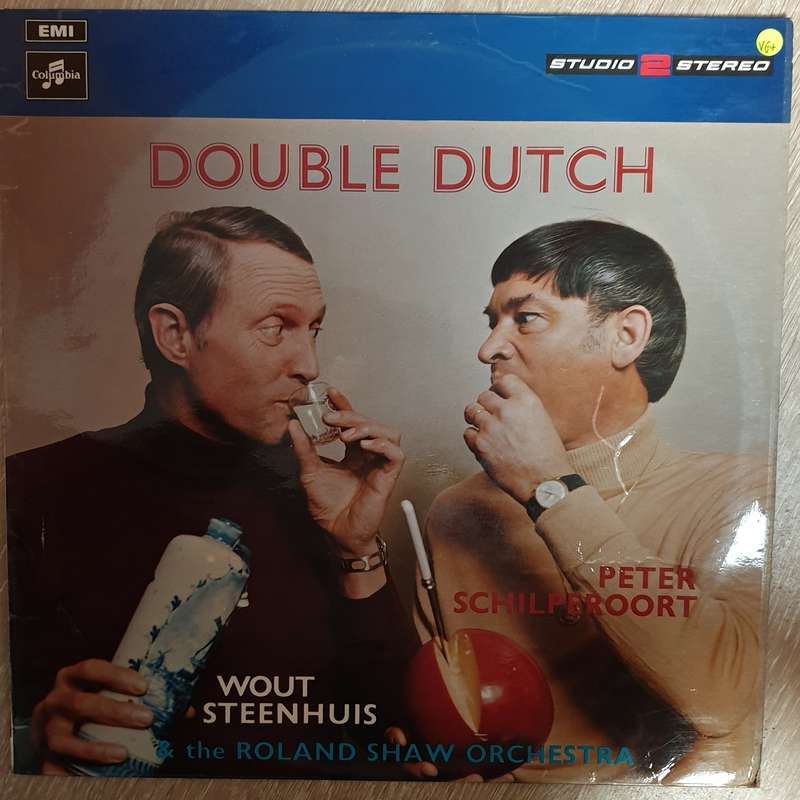 EMI
Columbia
STUDIO 2 STEREO
VG+
DOUBLE DUTCH
PETER
SCHILPEROORT
WOUT
STEENHUIS
& the ROLAND SHAW ORCHESTRA